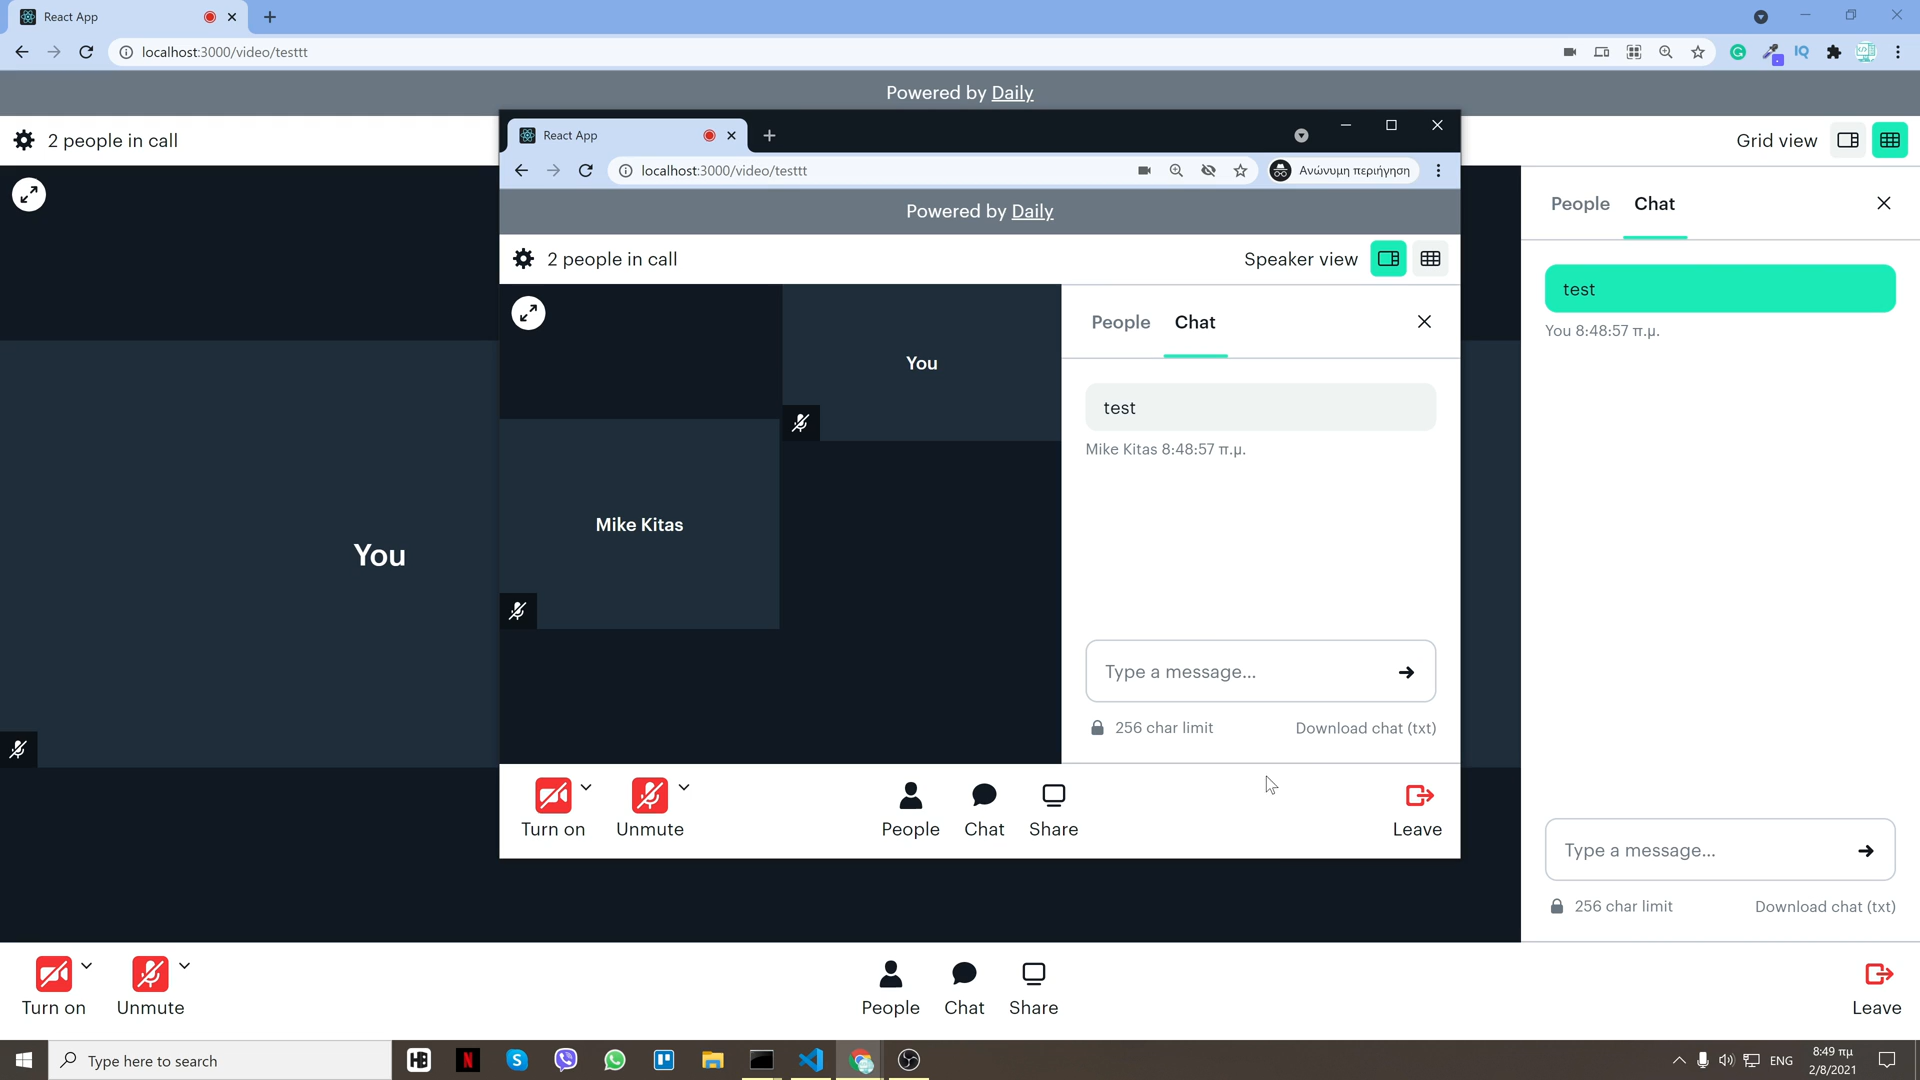 React App
localhost:3000/video/testtt
Powered by Daily
2 people in call
Grid view
You
People Chat
test
You 8:48:57 π.μ.
Type a message...
256 char limit
Download chat (txt)
Turn on
Unmute
People
Chat
Share
Leave
React App
localhost:3000/video/testtt
Ανώνυμη περιήγηση
Powered by Daily
2 people in call
Speaker view
You
Mike Kitas
People Chat
test
Mike Kitas 8:48:57 π.μ.
Type a message...
256 char limit
Download chat (txt)
Turn on
Unmute
People
Chat
Share
Leave
Type here to search
ENG
8:49 πμ
2/8/2021